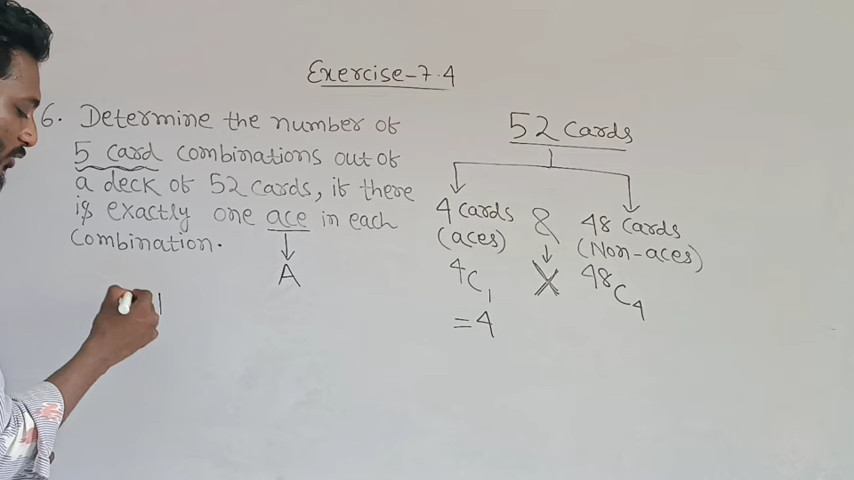 Exercise-7.4
6. Determine the number of
5 card combinations out of
a deck of 52 cards, if there
is exactly one ace in each
combination.
A
52 cards
4 cards & 48 cards
(aces) (Non-aces)
⁴C₁ X ⁴⁸C₄
=4